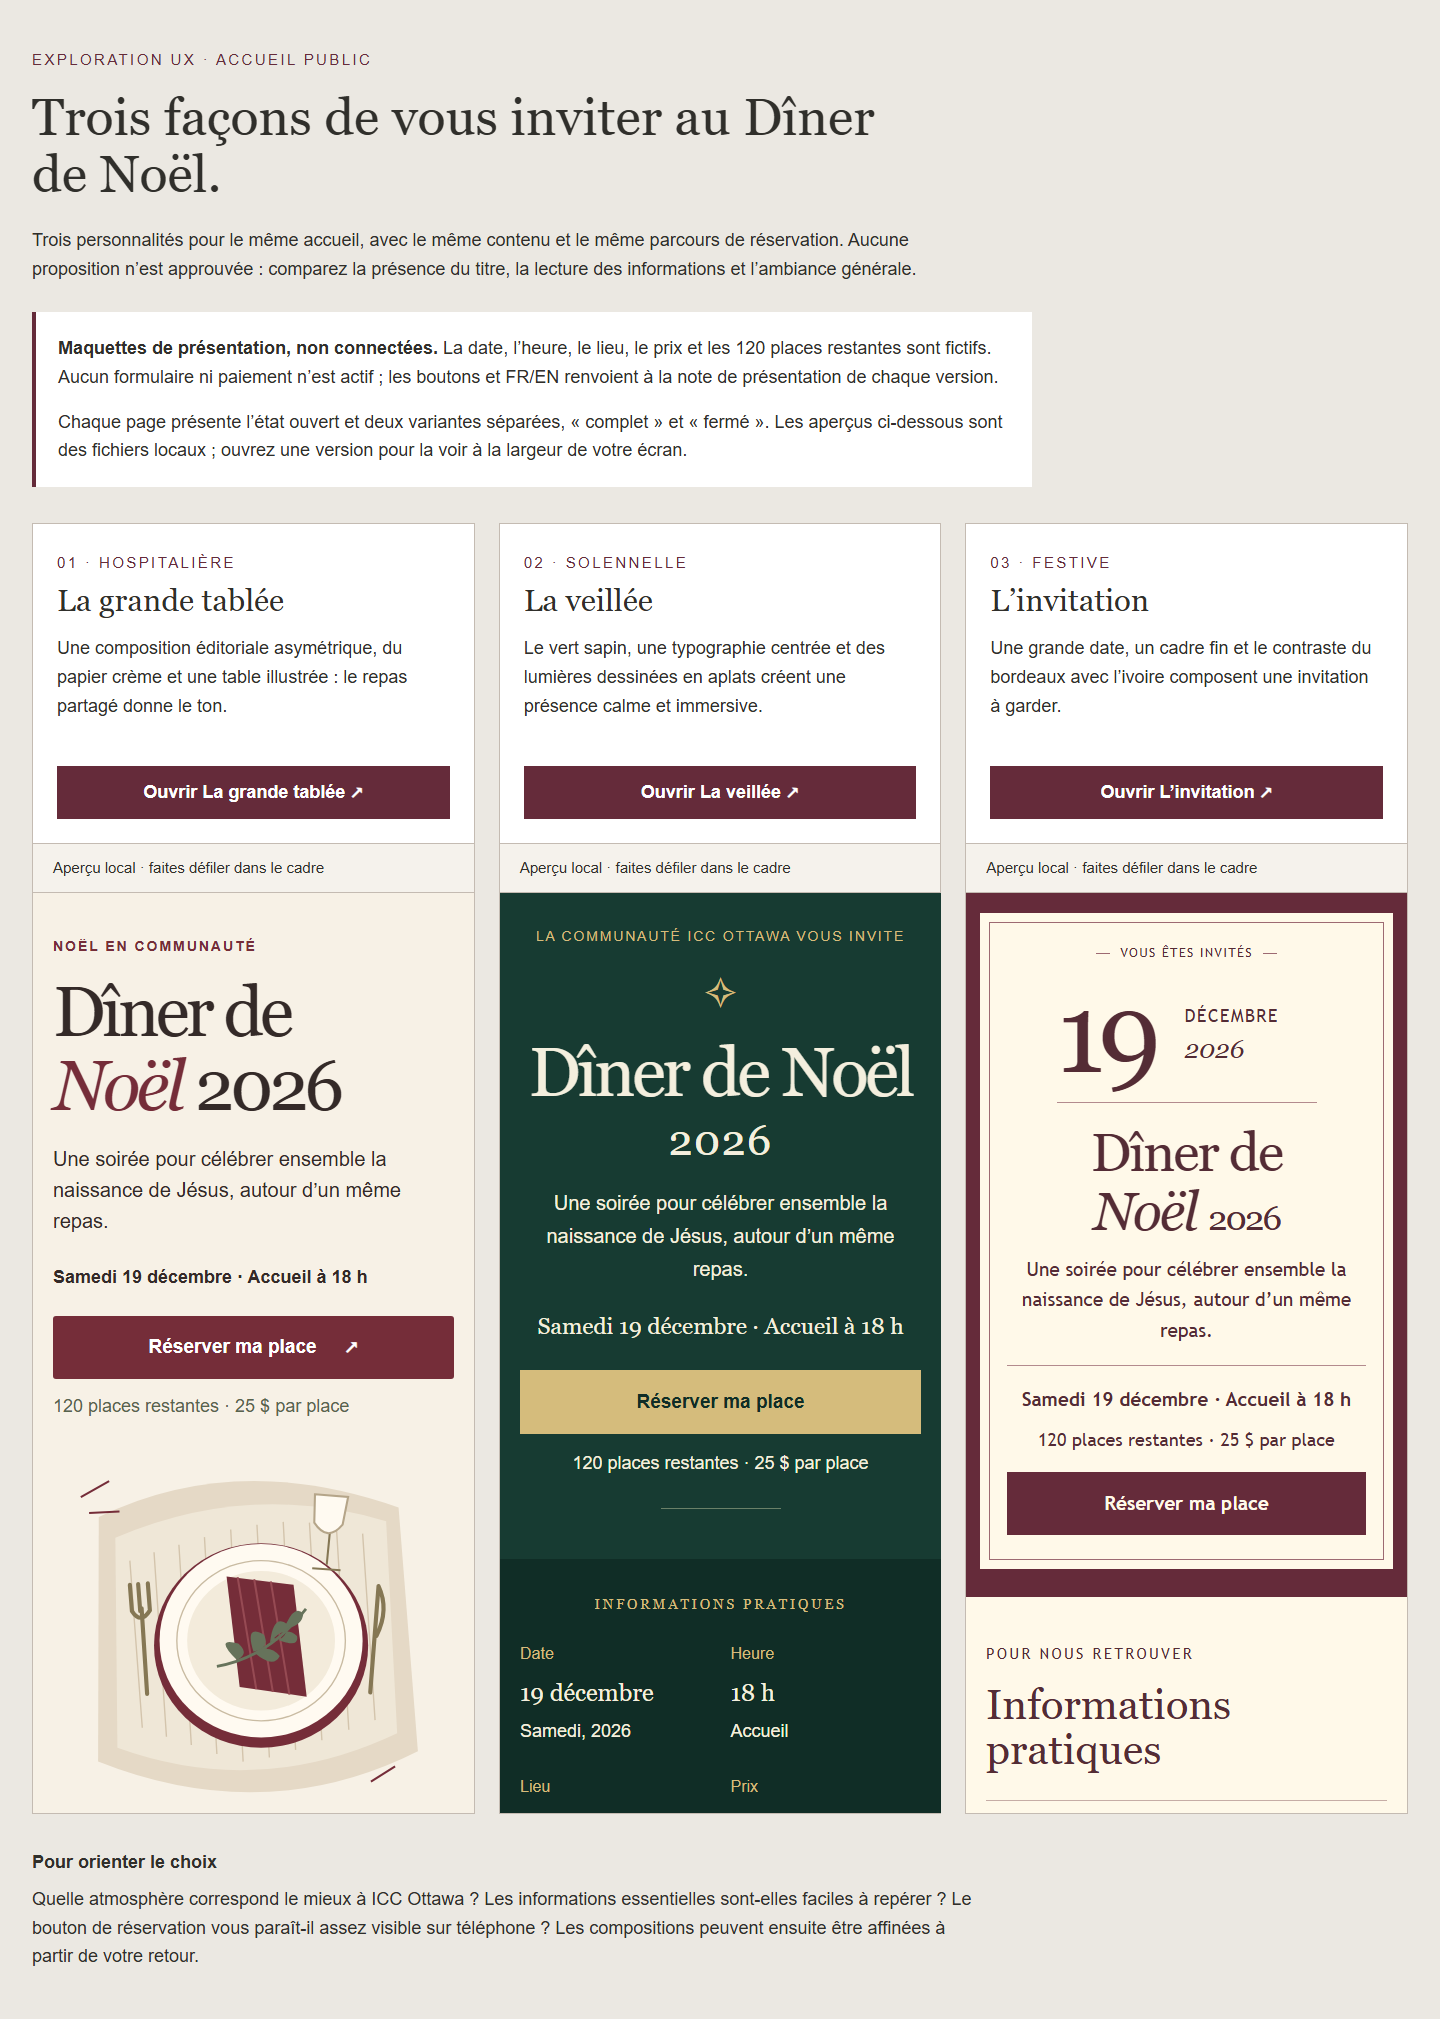 EXPLORATION UX · ACCUEIL PUBLIC
Trois façons de vous inviter au Dîner
de Noël.
Trois personnalités pour le même accueil, avec le même contenu et le même parcours de réservation. Aucune
proposition n’est approuvée : comparez la présence du titre, la lecture des informations et l’ambiance générale.
Maquettes de présentation, non connectées. La date, l’heure, le lieu, le prix et les 120 places restantes sont fictifs.
Aucun formulaire ni paiement n’est actif ; les boutons et FR/EN renvoient à la note de présentation de chaque version.
Chaque page présente l’état ouvert et deux variantes séparées, « complet » et « fermé ». Les aperçus ci-dessous sont
des fichiers locaux ; ouvrez une version pour la voir à la largeur de votre écran.
01 · HOSPITALIÈRE
La grande tablée
Une composition éditoriale asymétrique, du
papier crème et une table illustrée : le repas
partagé donne le ton.
Ouvrir La grande tablée ↗
Aperçu local · faites défiler dans le cadre
NOËL EN COMMUNAUTÉ
Dîner de
Noël 2026
Une soirée pour célébrer ensemble la
naissance de Jésus, autour d’un même
repas.
Samedi 19 décembre · Accueil à 18 h
Réserver ma place ↗
120 places restantes · 25 $ par place
02 · SOLENNELLE
La veillée
Le vert sapin, une typographie centrée et des
lumières dessinées en aplats créent une
présence calme et immersive.
Ouvrir La veillée ↗
Aperçu local · faites défiler dans le cadre
LA COMMUNAUTÉ ICC OTTAWA VOUS INVITE
Dîner de Noël
2026
Une soirée pour célébrer ensemble la
naissance de Jésus, autour d’un même
repas.
Samedi 19 décembre · Accueil à 18 h
Réserver ma place
120 places restantes · 25 $ par place
INFORMATIONS PRATIQUES
Date
19 décembre
Samedi, 2026
Heure
18 h
Accueil
Lieu
Prix
03 · FESTIVE
L’invitation
Une grande date, un cadre fin et le contraste du
bordeaux avec l’ivoire composent une invitation
à garder.
Ouvrir L’invitation ↗
Aperçu local · faites défiler dans le cadre
— VOUS ÊTES INVITÉS —
19
DÉCEMBRE
2026
Dîner de
Noël 2026
Une soirée pour célébrer ensemble la
naissance de Jésus, autour d’un même
repas.
Samedi 19 décembre · Accueil à 18 h
120 places restantes · 25 $ par place
Réserver ma place
POUR NOUS RETROUVER
Informations
pratiques
Pour orienter le choix
Quelle atmosphère correspond le mieux à ICC Ottawa ? Les informations essentielles sont-elles faciles à repérer ? Le
bouton de réservation vous paraît-il assez visible sur téléphone ? Les compositions peuvent ensuite être affinées à
partir de votre retour.